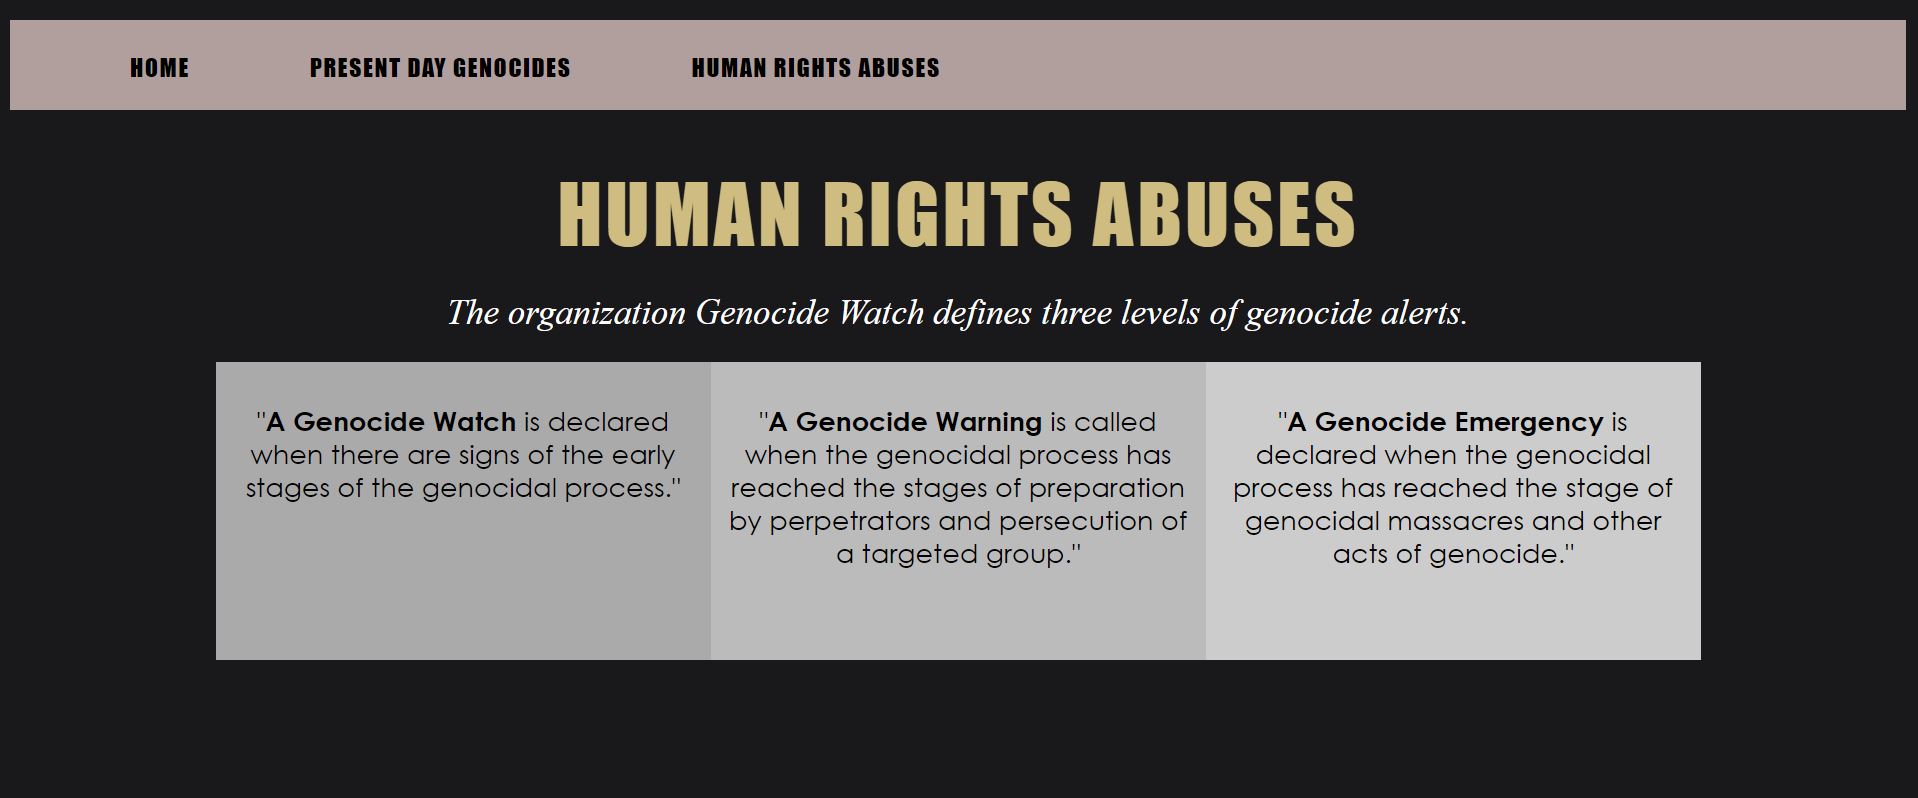 HOME PRESENT DAY GENOCIDES HUMAN RIGHTS ABUSES
HUMAN RIGHTS ABUSES
The organization Genocide Watch defines three levels of genocide alerts.
"A Genocide Watch is declared
when there are signs of the early
stages of the genocidal process."
"A Genocide Warning is called
when the genocidal process has
reached the stages of preparation
by perpetrators and persecution of
a targeted group."
"A Genocide Emergency is
declared when the genocidal
process has reached the stage of
genocidal massacres and other
acts of genocide."